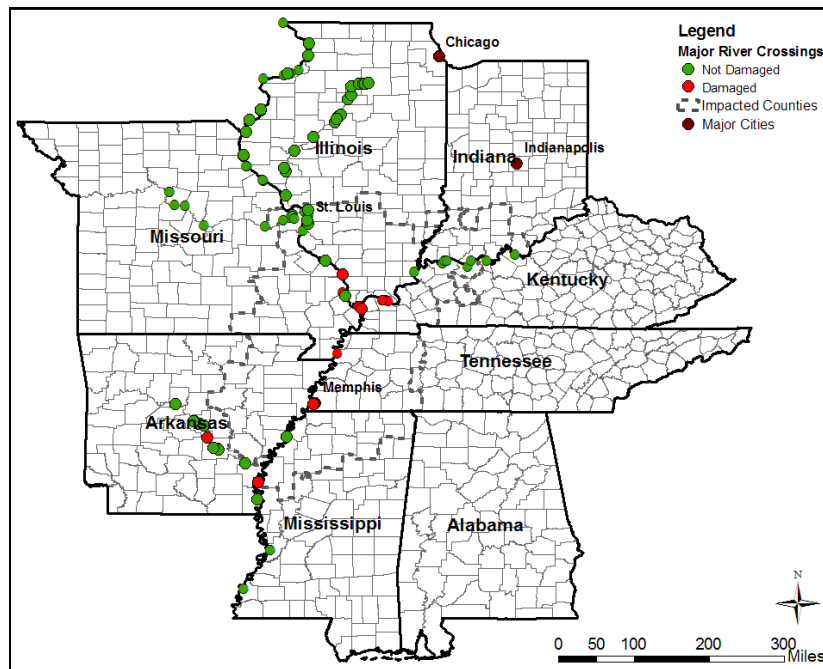 Legend
Major River Crossings
Not Damaged
Damaged
Impacted Counties
Major Cities
Chicago
Illinois
Indiana
Indianapolis
St. Louis
Missouri
Kentucky
Tennessee
Memphis
Arkansas
Mississippi
Alabama
N
0 50 100 200 300
Miles